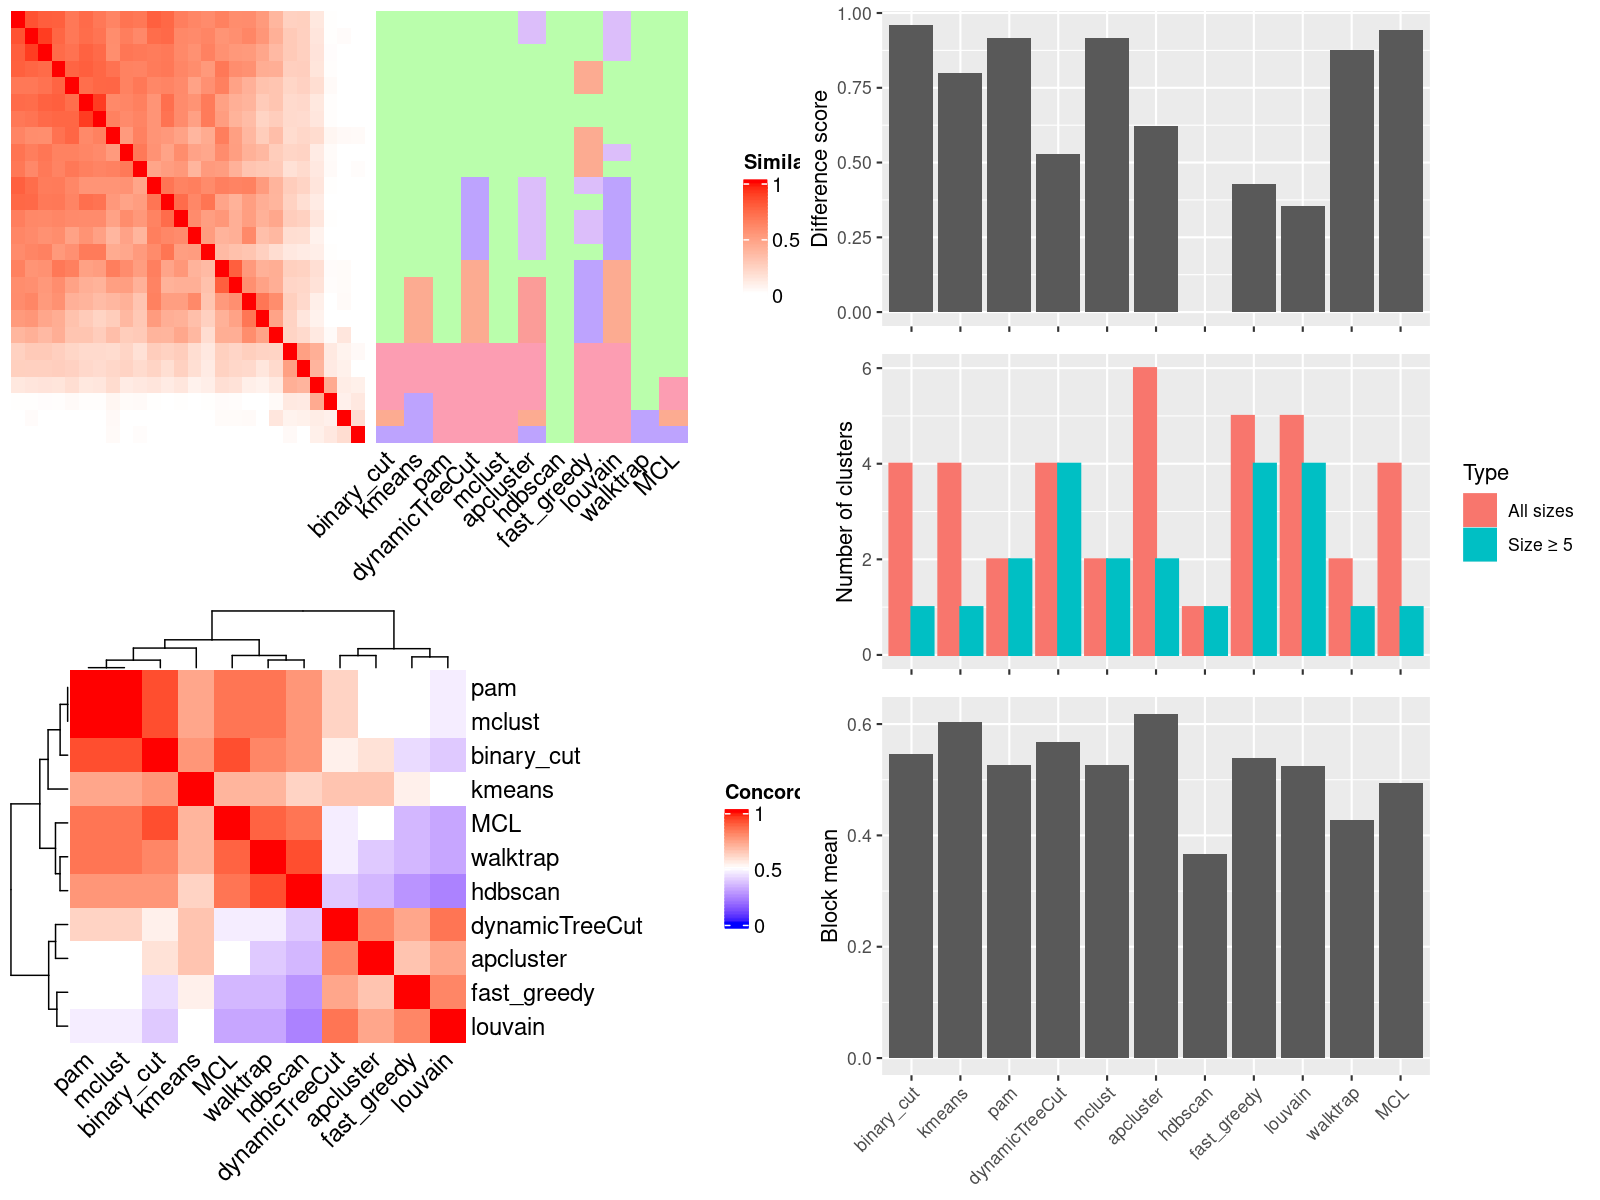 Simila
1
0.5
0
binary_cut
kmeans
pam
dynamicTreeCut
mclust
apcluster
hdbscan
fast_greedy
louvain
walktrap
MCL
pam
mclust
binary_cut
kmeans
MCL
walktrap
hdbscan
dynamicTreeCut
apcluster
fast_greedy
louvain
Concord
1
0.5
0
pam
mclust
binary_cut
kmeans
MCL
walktrap
hdbscan
dynamicTreeCut
apcluster
fast_greedy
louvain
Difference score
1.00
0.75
0.50
0.25
0.00
Number of clusters
6
4
2
0
Type
All sizes
Size ≥ 5
Block mean
0.6
0.4
0.2
0.0
binary_cut
kmeans
pam
dynamicTreeCut
mclust
apcluster
hdbscan
fast_greedy
louvain
walktrap
MCL